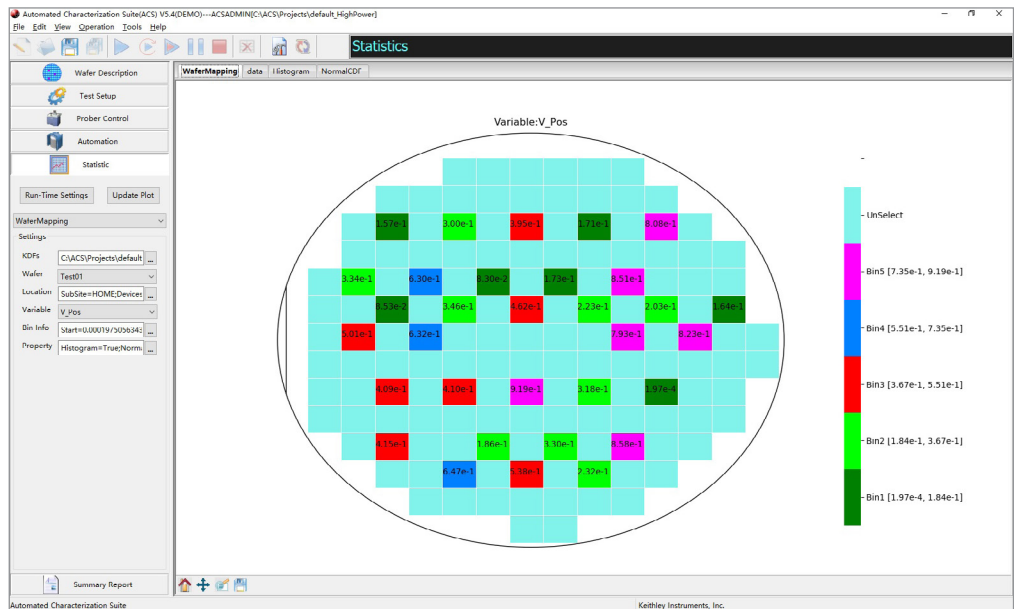 Automated Characterization Suite(ACS) V5.4(DEMO)---ACSADMIN[C:\ACS\Projects\default_HighPower]
File Edit View Operation Tools Help
Statistics
Wafer Description
Test Setup
Prober Control
Automation
Statistic
Run-Time Settings Update Plot
WaferMapping
Settings
KDFs C:\ACS\Projects\default ...
Wafer Test01
Location SubSite=HOME;Devices ...
Variable V_Pos
Bin Info Start=0.0001975056343 ...
Property Histogram=True;Norm ...
Summary Report
WaferMapping data Histogram NormalCDF
Variable:V_Pos
1.57e-1 3.00e-1 3.95e-1 1.71e-1 8.08e-1
3.34e-1 6.30e-1 8.30e-2 1.73e-1 8.51e-1
8.53e-2 3.46e-1 4.62e-1 2.23e-1 2.03e-1 1.64e-1
5.01e-1 6.32e-1 7.93e-1 8.23e-1
4.09e-1 4.10e-1 9.19e-1 3.18e-1 1.97e-4
4.15e-1 1.86e-1 3.30e-1 8.58e-1
6.47e-1 5.38e-1 2.32e-1
UnSelect
Bin5 [7.35e-1, 9.19e-1]
Bin4 [5.51e-1, 7.35e-1]
Bin3 [3.67e-1, 5.51e-1]
Bin2 [1.84e-1, 3.67e-1]
Bin1 [1.97e-4, 1.84e-1]
Automated Characterization Suite
Keithley Instruments, Inc.